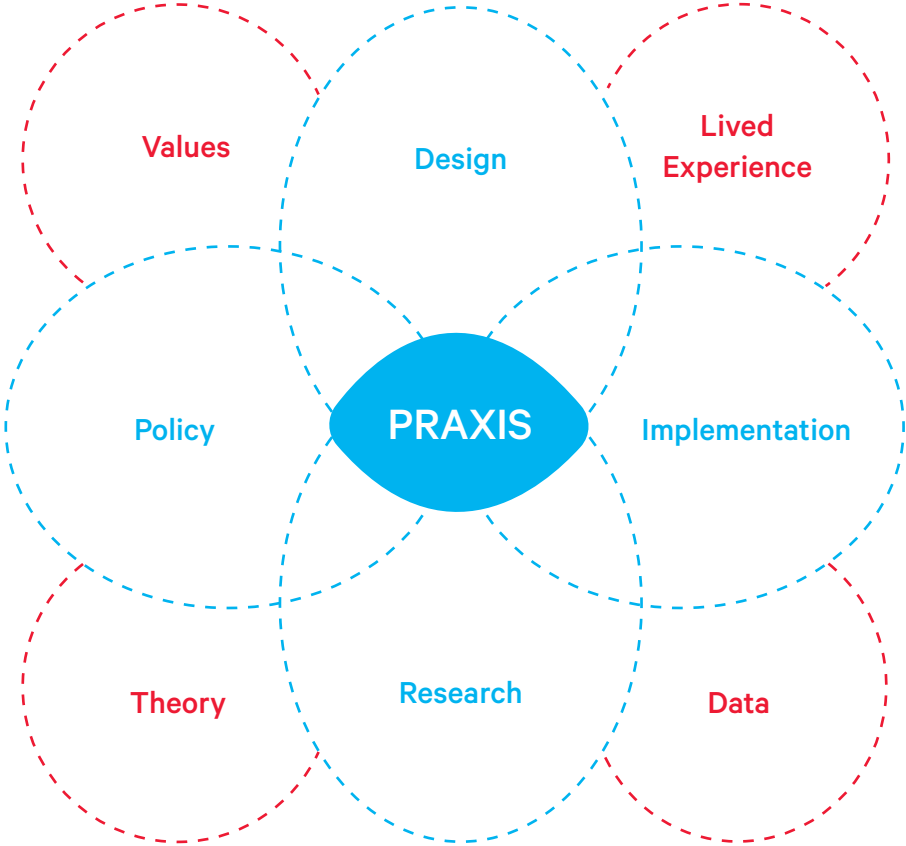 Values
Design
Lived
Experience
Policy
PRAXIS
Implementation
Theory
Research
Data